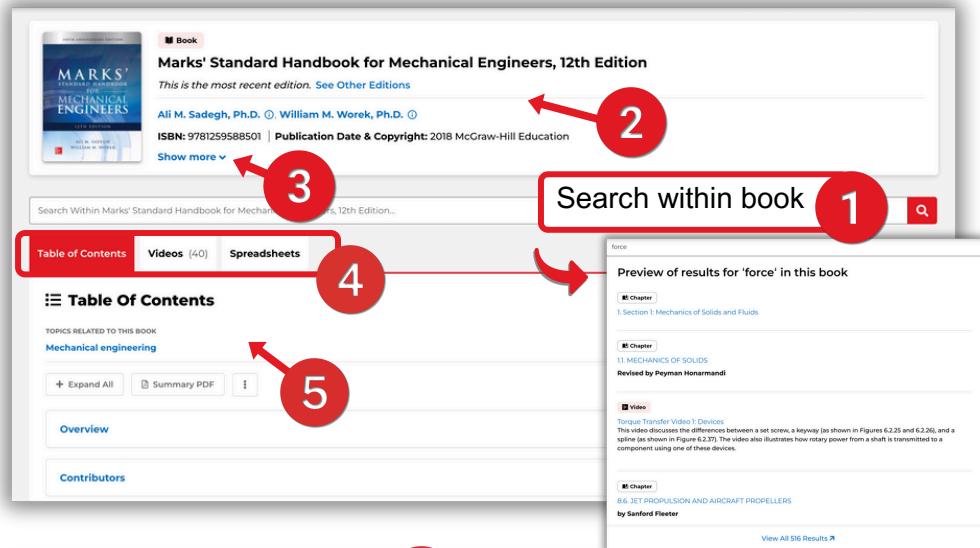 Book
Marks' Standard Handbook for Mechanical Engineers, 12th Edition
This is the most recent edition. See Other Editions
Ali M. Sadegh, Ph.D. , William M. Worek, Ph.D.
ISBN: 9781259588501 | Publication Date & Copyright: 2018 McGraw-Hill Education
Show more
MARKS'
STANDARD HANDBOOK
FOR
MECHANICAL
ENGINEERS
12TH EDITION
ALI M. SADEGH
WILLIAM M. WOREK
2
3
Search within book
1
Search Within Marks' Standard Handbook for Mechan rs, 12th Edition...
Table of Contents Videos (40) Spreadsheets
4
Table Of Contents
TOPICS RELATED TO THIS BOOK
Mechanical engineering
5
+ Expand All Summary PDF
Overview
Contributors
force
Preview of results for 'force' in this book
Chapter
1. Section 1: Mechanics of Solids and Fluids
Chapter
1.1. MECHANICS OF SOLIDS
Revised by Peyman Honarmandi
Video
Torque Transfer Video 1: Devices
This video discusses the differences between a set screw, a keyway (as shown in Figures 6.2.25 and 6.2.26), and a
spline (as shown in Figure 6.2.37). The video also illustrates how rotary power from a shaft is transmitted to a
component using one of these devices.
Chapter
8.6. JET PROPULSION AND AIRCRAFT PROPELLERS
by Sanford Fleeter
View All 516 Results